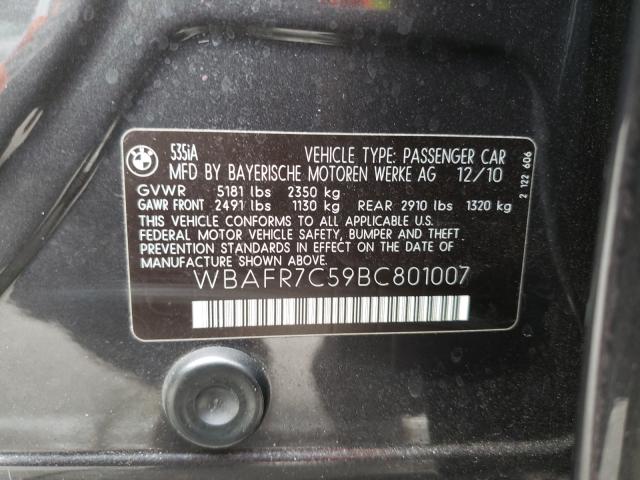 BMW
535iA
VEHICLE TYPE: PASSENGER CAR
MFD BY BAYERISCHE MOTOREN WERKE AG 12/10
GVWR 5181 lbs 2350 kg
GAWR FRONT 2491 lbs 1130 kg REAR 2910 lbs 1320 kg
THIS VEHICLE CONFORMS TO ALL APPLICABLE U.S.
FEDERAL MOTOR VEHICLE SAFETY, BUMPER AND THEFT
PREVENTION STANDARDS IN EFFECT ON THE DATE OF
MANUFACTURE SHOWN ABOVE.
WBAFR7C59BC801007
2 122 606